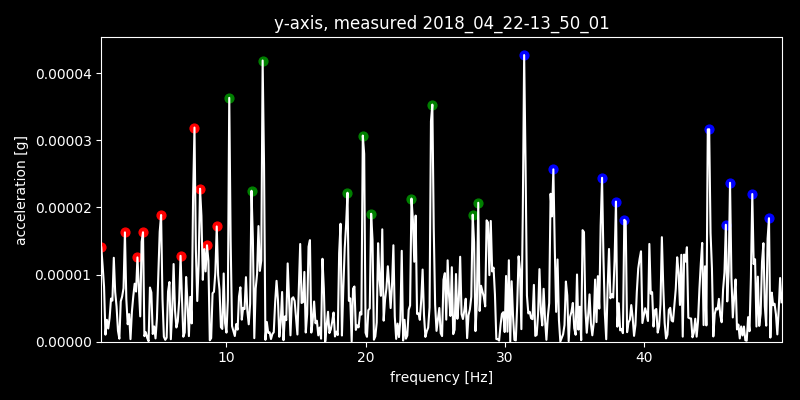 y-axis, measured 2018_04_22-13_50_01
0.00004
0.00003
0.00002
0.00001
0.00000
acceleration [g]
10 20 30 40
frequency [Hz]